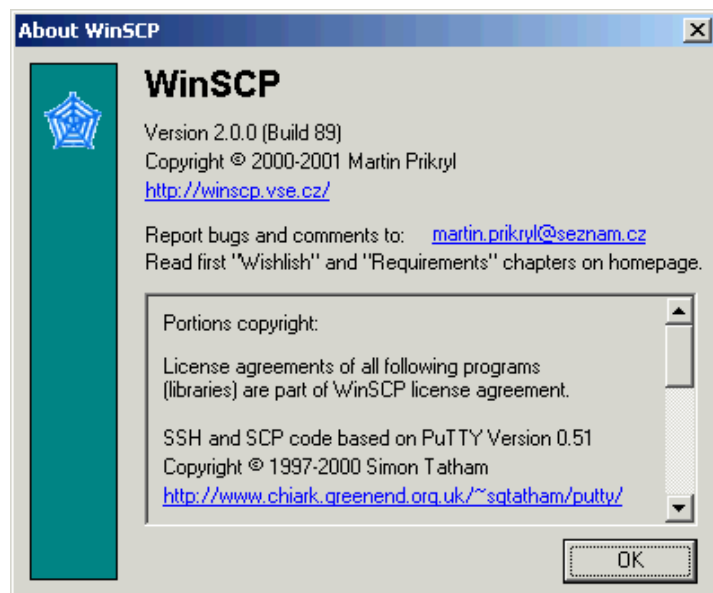 About WinSCP
WinSCP
Version 2.0.0 (Build 89)
Copyright © 2000-2001 Martin Prikryl
http://winscp.vse.cz/
Report bugs and comments to: martin.prikryl@seznam.cz
Read first "Wishlish" and "Requirements" chapters on homepage.
Portions copyright:
License agreements of all following programs
(libraries) are part of WinSCP license agreement.
SSH and SCP code based on PuTTY Version 0.51
Copyright © 1997-2000 Simon Tatham
http://www.chiark.greenend.org.uk/~sgtatham/putty/
OK